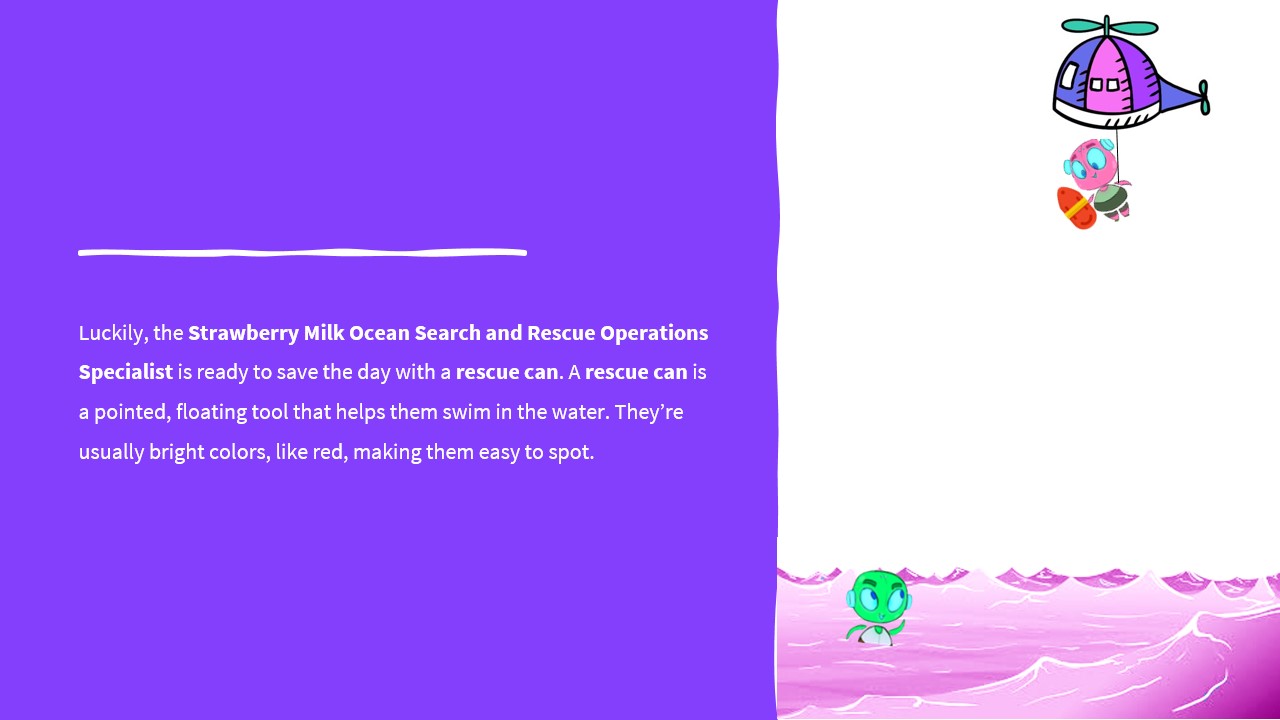 Luckily, the Strawberry Milk Ocean Search and Rescue Operations
Specialist is ready to save the day with a rescue can. A rescue can is
a pointed, floating tool that helps them swim in the water. They’re
usually bright colors, like red, making them easy to spot.